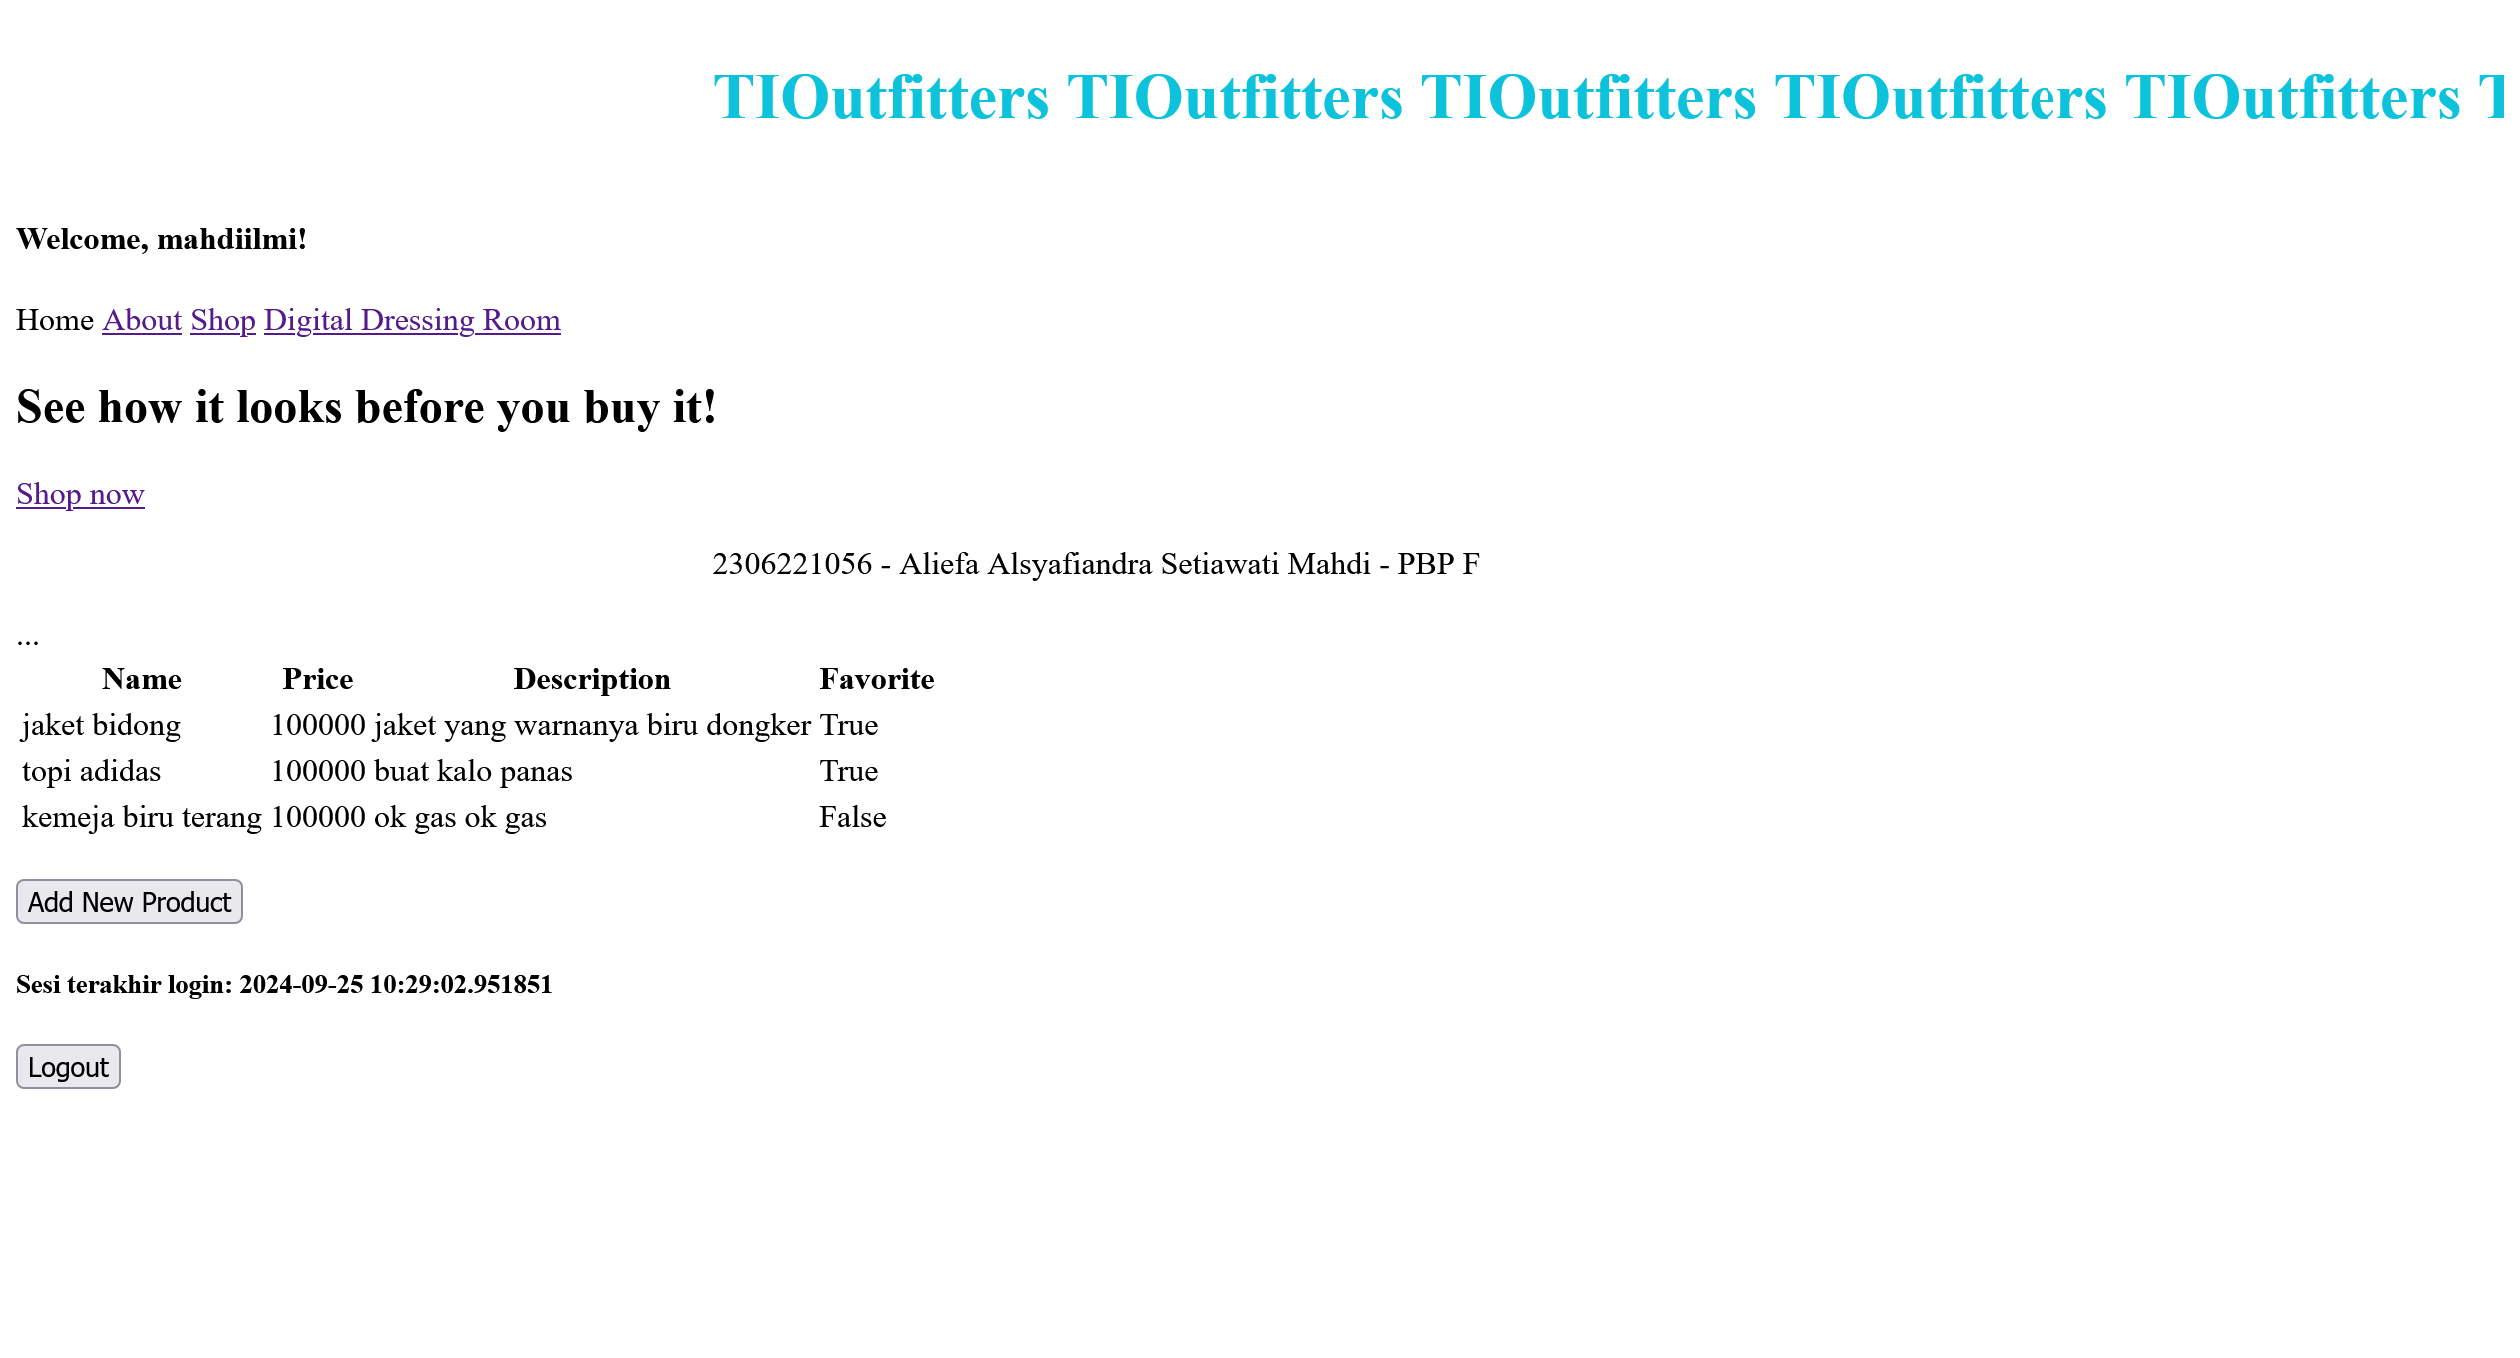 TIOutfitters TIOutfitters TIOutfitters TIOutfitters TIOutfitters T
Welcome, mahdiilmi!
Home About Shop Digital Dressing Room
See how it looks before you buy it!
Shop now
2306221056 - Aliefa Alsyafiandra Setiawati Mahdi - PBP F
...
Name Price Description Favorite
jaket bidong 100000 jaket yang warnanya biru dongker True
topi adidas 100000 buat kalo panas True
kemeja biru terang 100000 ok gas ok gas False
Add New Product
Sesi terakhir login: 2024-09-25 10:29:02.951851
Logout